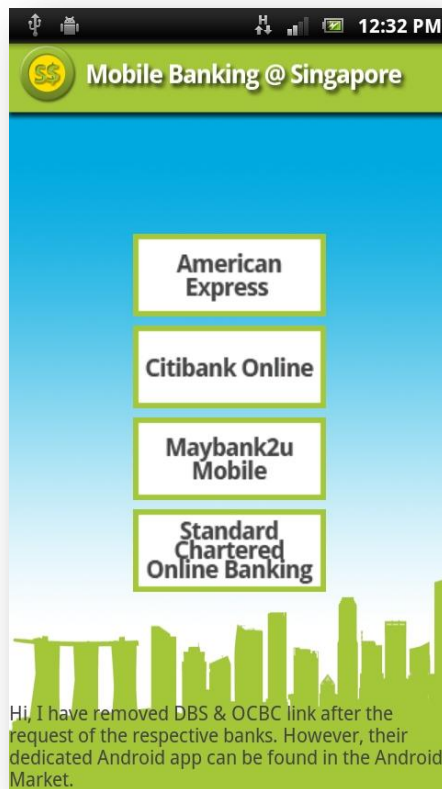 H 12:32 PM
S$ Mobile Banking @ Singapore
American
Express
Citibank Online
Maybank2u
Mobile
Standard
Chartered
Online Banking
Hi, I have removed DBS & OCBC link after the
request of the respective banks. However, their
dedicated Android app can be found in the Android
Market.